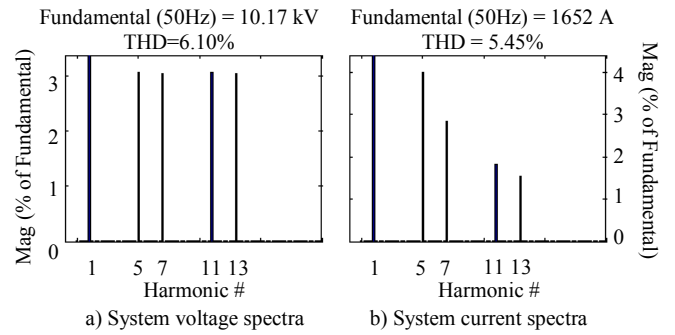 Fundamental (50Hz) = 10.17 kV
THD=6.10%
Mag (% of Fundamental)
3
2
1
0
1 5 7 11 13
Harmonic #
a) System voltage spectra
Fundamental (50Hz) = 1652 A
THD = 5.45%
Mag (% of Fundamental)
4
3
2
1
0
1 5 7 11 13
Harmonic #
b) System current spectra